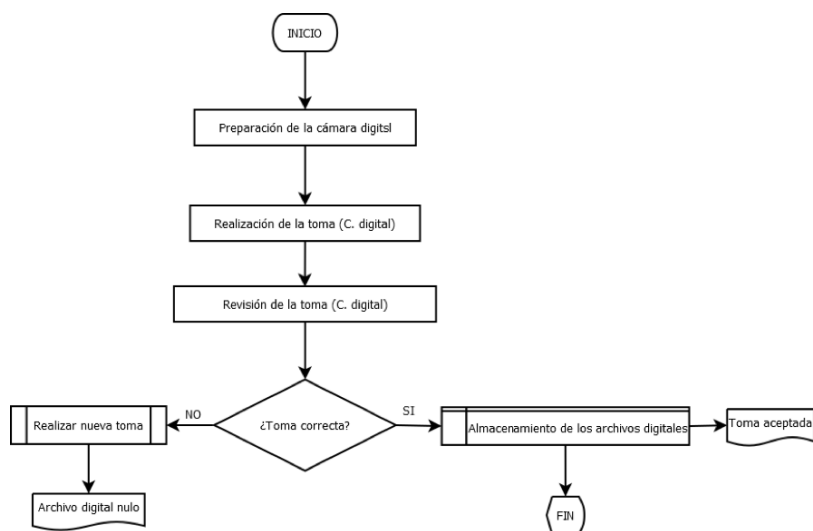 INICIO
Preparación de la cámara digitsl
Realización de la toma (C. digital)
Revisión de la toma (C. digital)
¿Toma correcta?
NO
SI
Realizar nueva toma
Almacenamiento de los archivos digitales
Toma aceptada
Archivo digital nulo
FIN